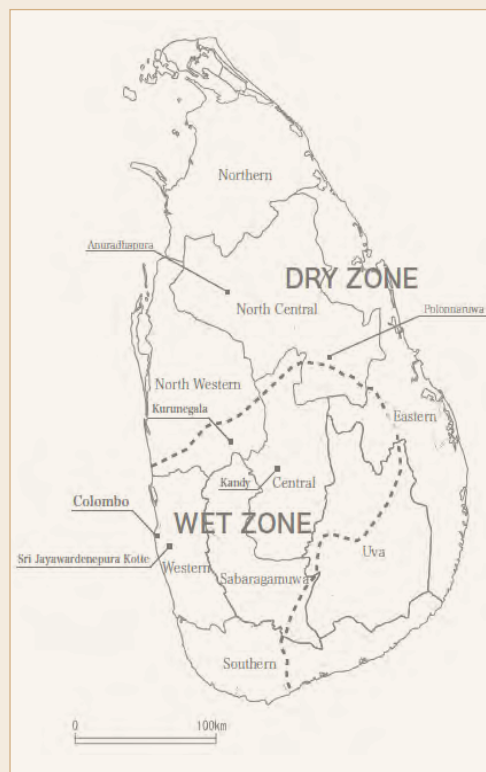 Northern
Anuradhapura
DRY ZONE
North Central
Polonnaruwa
North Western
Kurunegala
Eastern
Kandy
Central
Colombo
WET ZONE
Sri Jayawardenepura Kotte
Western
Uva
Sabaragamuwa
Southern
0 100km